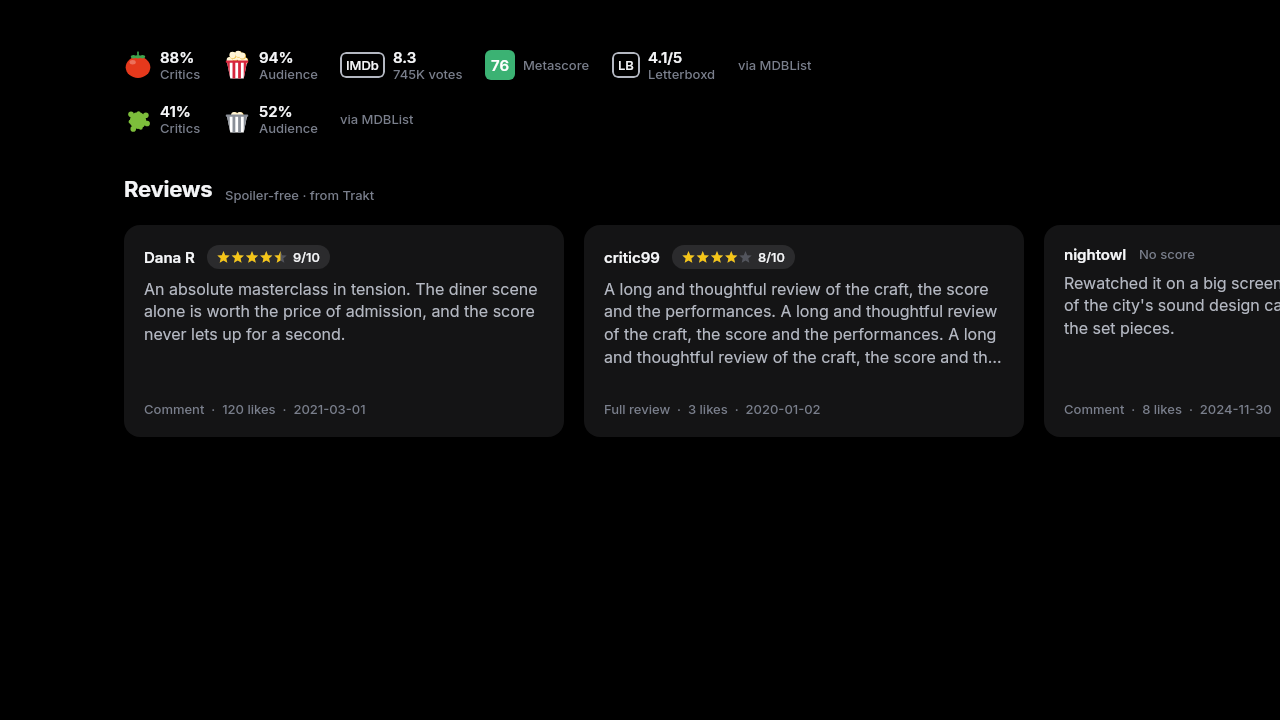 88% Critics 94% Audience IMDb 8.3 745K votes 76 Metascore LB 4.1/5 Letterboxd via MDBList
41% Critics 52% Audience via MDBList
Reviews Spoiler-free · from Trakt
Dana R 9/10
An absolute masterclass in tension. The diner scene
alone is worth the price of admission, and the score
never lets up for a second.
Comment · 120 likes · 2021-03-01
critic99 8/10
A long and thoughtful review of the craft, the score
and the performances. A long and thoughtful review
of the craft, the score and the performances. A long
and thoughtful review of the craft, the score and th...
Full review · 3 likes · 2020-01-02
nightowl No score
Rewatched it on a big screen
of the city's sound design
the set pieces.
Comment · 8 likes · 2024-11-30